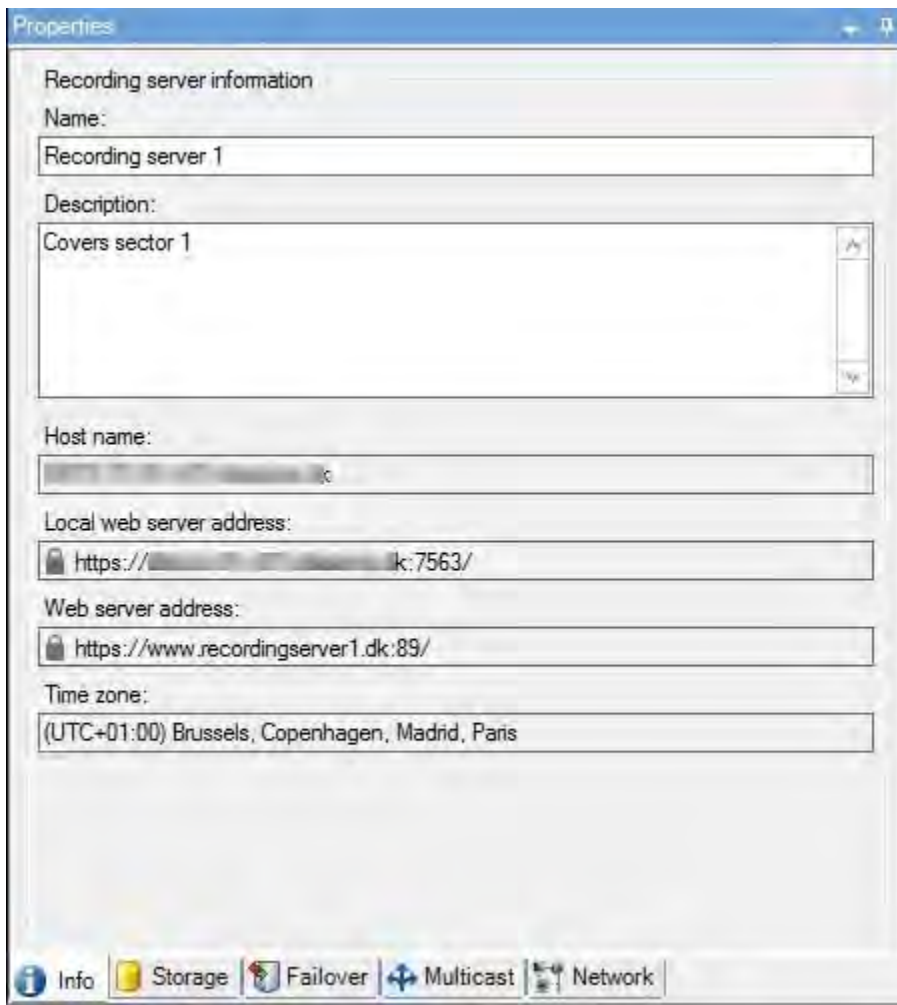 Properties
Recording server information
Name:
Recording server 1
Description:
Covers sector 1
Host name:
k
Local web server address:
https:// k:7563/
Web server address:
https://www.recordingserver1.dk:89/
Time zone:
(UTC+01:00) Brussels, Copenhagen, Madrid, Paris
Info Storage Failover Multicast Network